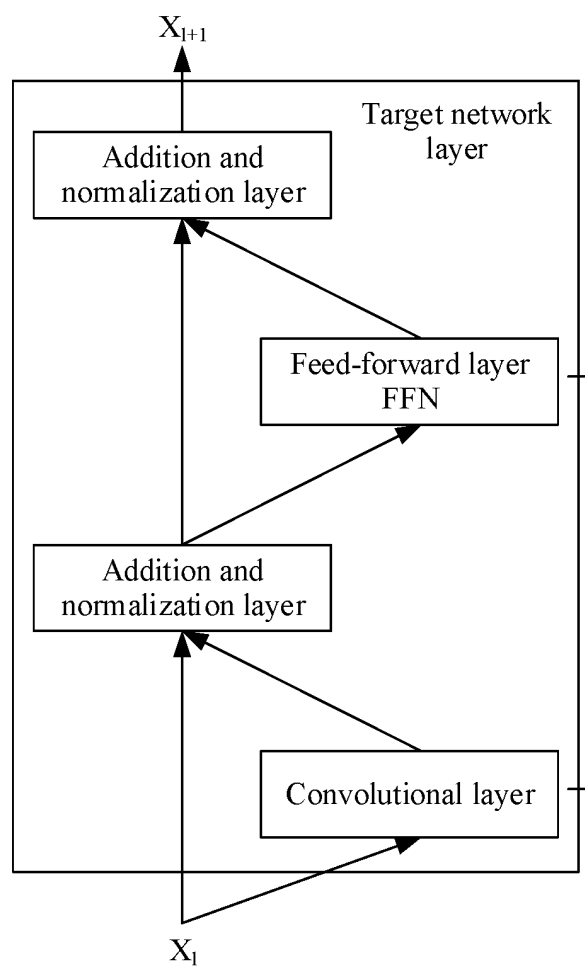 X_{l+1}
Target network
layer
Addition and
normalization layer
Feed-forward layer
FFN
Addition and
normalization layer
Convolutional layer
X_l